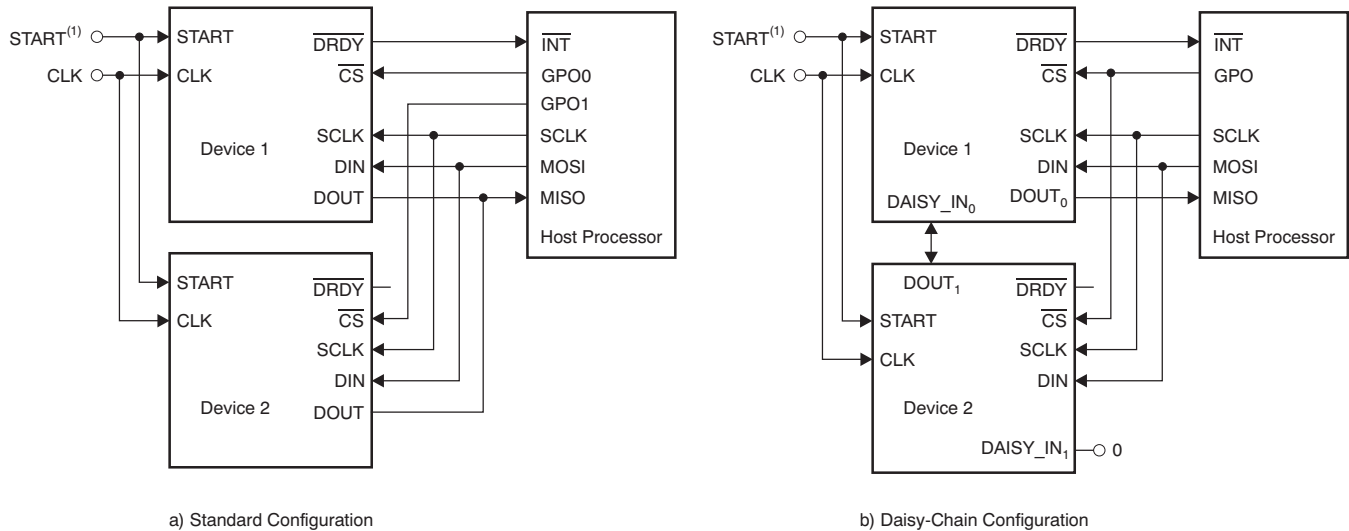 START(1)
CLK
START
CLK
Device 1
DRDY
CS
SCLK
DIN
DOUT
INT
GPO0
GPO1
SCLK
MOSI
MISO
Host Processor
START
CLK
Device 2
DRDY
CS
SCLK
DIN
DOUT
a) Standard Configuration
START(1)
CLK
START
CLK
Device 1
DRDY
CS
SCLK
DIN
DOUT0
DAISY_IN0
INT
GPO
SCLK
MOSI
MISO
Host Processor
DOUT1
START
CLK
Device 2
DRDY
CS
SCLK
DIN
DAISY_IN1
0
b) Daisy-Chain Configuration